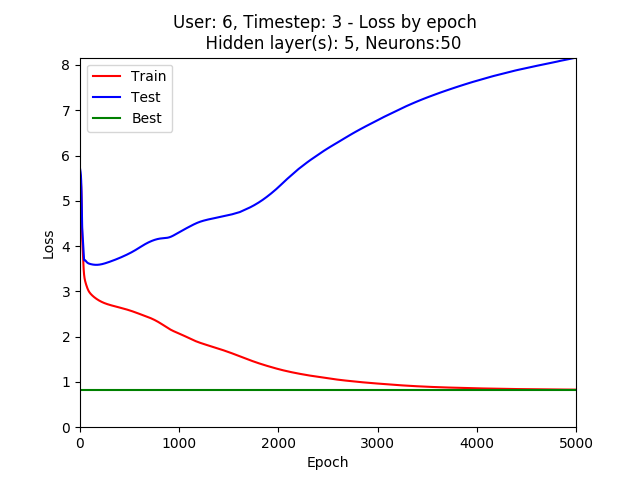 User: 6, Timestep: 3 - Loss by epoch
Hidden layer(s): 5, Neurons:50
Train
Test
Best
8
7
6
5
4
3
2
1
0
Loss
0 1000 2000 3000 4000 5000
Epoch